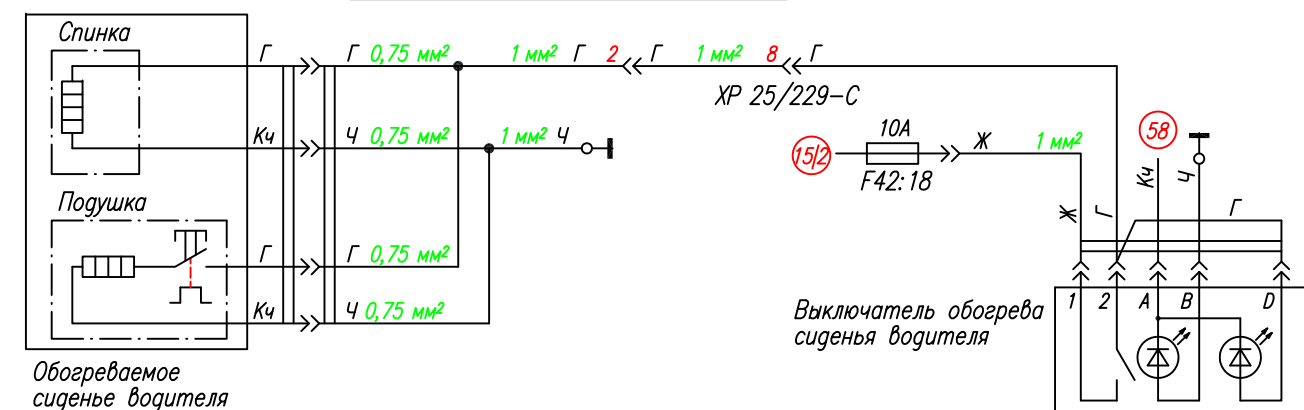 Спинка
Г Г 0,75 мм² 1 мм² Г 2 Г 1 мм² 8 Г
ХР 25/229-С
Кч Ч 0,75 мм² 1 мм² Ч
15/2 10А Ж 1 мм² 58
F42:18
Кч Ч
Ж Г Г
Подушка
Г Г 0,75 мм²
Кч Ч 0,75 мм²
1 2 А В D
Выключатель обогрева
сиденья водителя
Обогреваемое
сиденье водителя